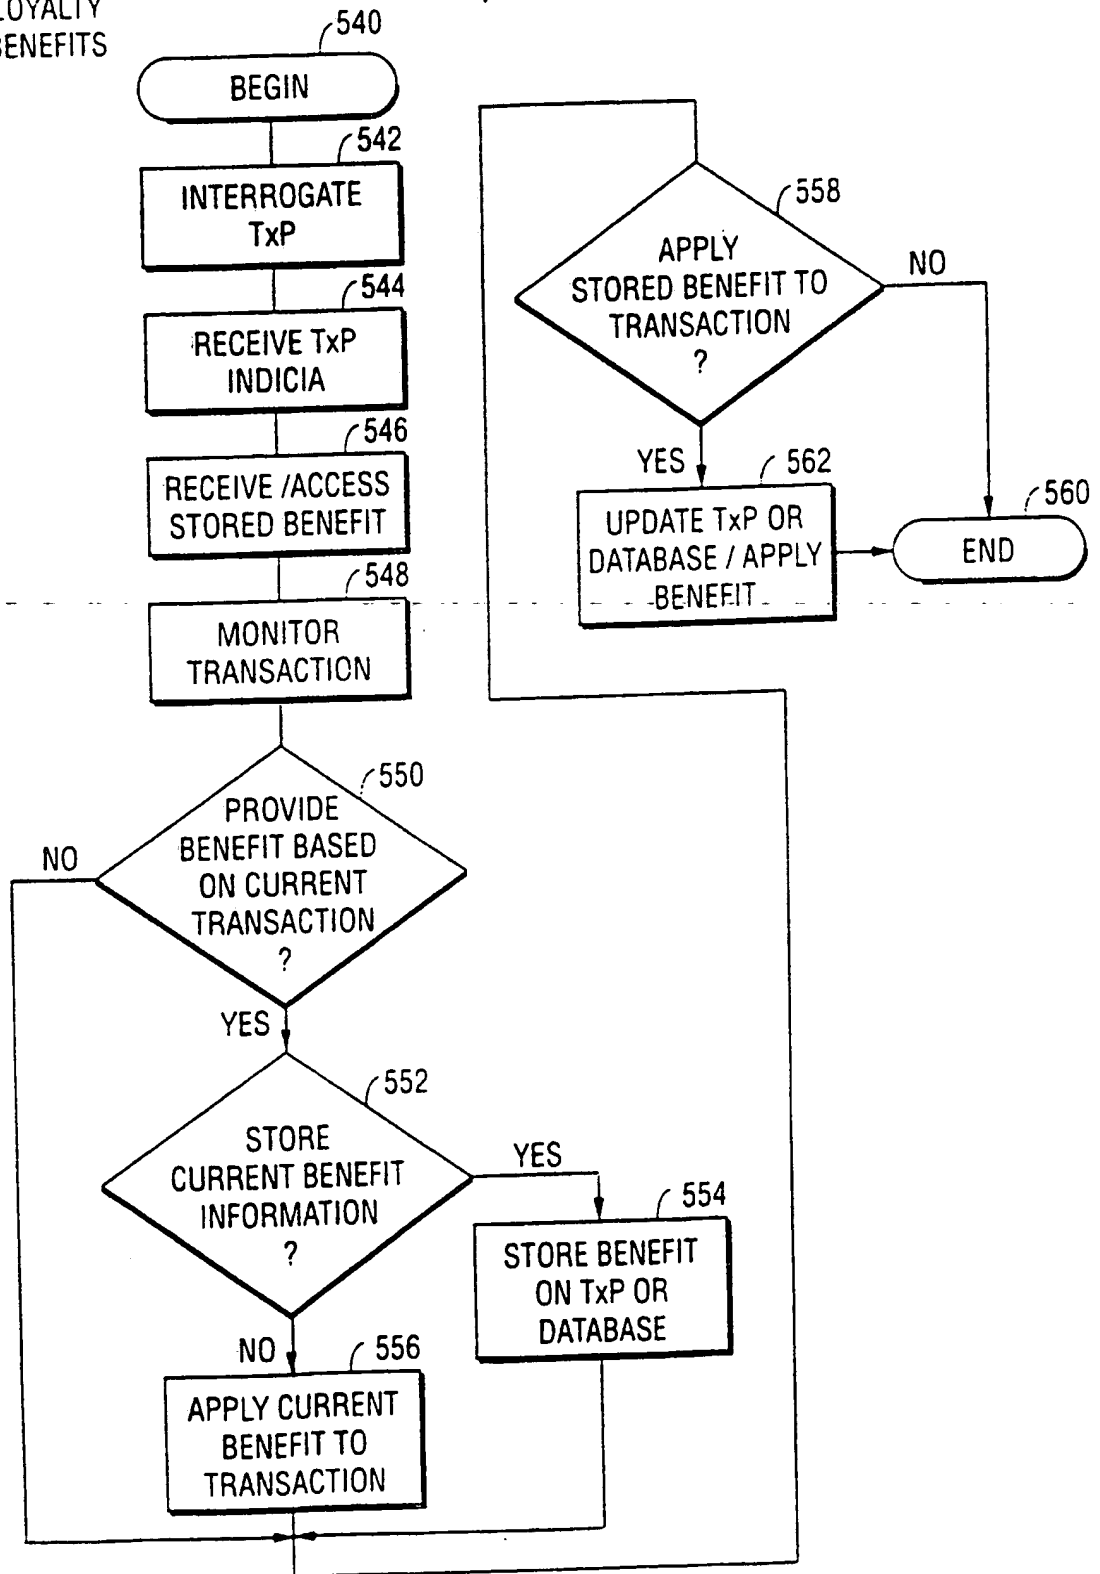 LOYALTY
BENEFITS
540
BEGIN
542
INTERROGATE
TxP
544
RECEIVE TxP
INDICIA
546
RECEIVE /ACCESS
STORED BENEFIT
548
MONITOR
TRANSACTION
550
PROVIDE
BENEFIT BASED
ON CURRENT
TRANSACTION
?
NO
YES
552
STORE
CURRENT BENEFIT
INFORMATION
?
YES
554
STORE BENEFIT
ON TxP OR
DATABASE
NO
556
APPLY CURRENT
BENEFIT TO
TRANSACTION
558
APPLY
STORED BENEFIT TO
TRANSACTION
?
NO
YES
562
UPDATE TxP OR
DATABASE / APPLY
BENEFIT
560
END